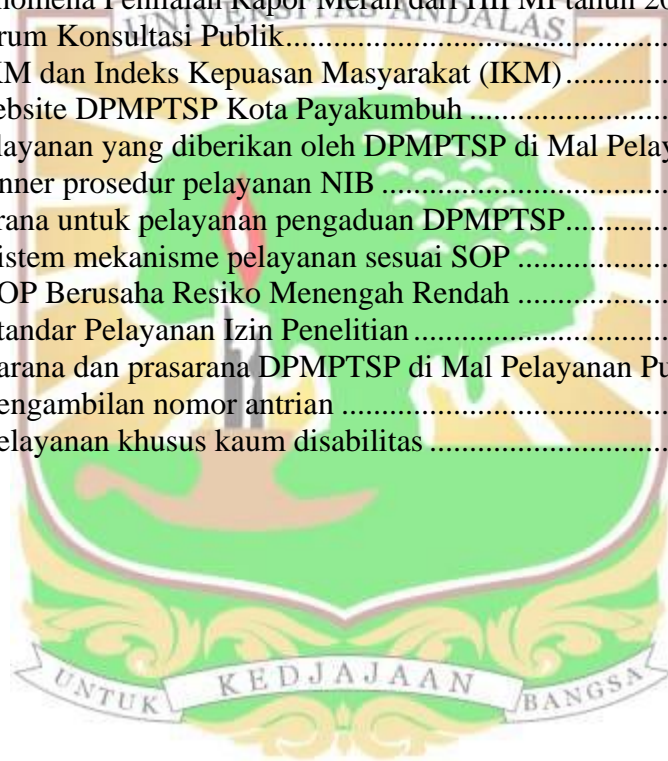 nomena Penilaian Rapor Merah dari HIPMI tahun 20
UNIVERSITAS ANDALAS
rum Konsultasi Publik.......................................................
KM dan Indeks Kepuasan Masyarakat (IKM)..............
ebsite DPMPTSP Kota Payakumbuh ..........................
layanan yang diberikan oleh DPMPTSP di Mal Pelay
nner prosedur pelayanan NIB .....................................
rana untuk pelayanan pengaduan DPMPTSP..............
istem mekanisme pelayanan sesuai SOP ....................
OP Berusaha Resiko Menengah Rendah ....................
tandar Pelayanan Izin Penelitian.................................
arana dan prasarana DPMPTSP di Mal Pelayanan Pu
engambilan nomor antrian ..........................................
elayanan khusus kaum disabilitas ...............................
UNTUK KEDJAJAAN BANGSA